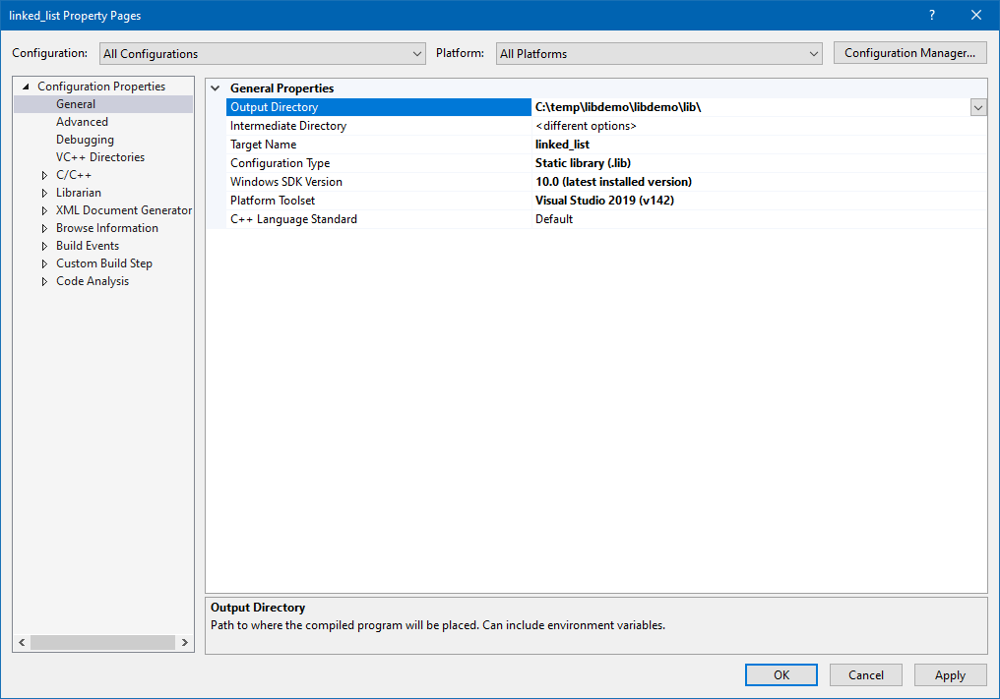 linked_list Property Pages ?
Configuration: All Configurations Platform: All Platforms Configuration Manager...
Configuration Properties
General
Advanced
Debugging
VC++ Directories
C/C++
Librarian
XML Document Generator
Browse Information
Build Events
Custom Build Step
Code Analysis
General Properties
Output Directory C:\temp\libdemo\libdemo\lib\
Intermediate Directory <different options>
Target Name linked_list
Configuration Type Static library (.lib)
Windows SDK Version 10.0 (latest installed version)
Platform Toolset Visual Studio 2019 (v142)
C++ Language Standard Default
Output Directory
Path to where the compiled program will be placed. Can include environment variables.
OK Cancel Apply